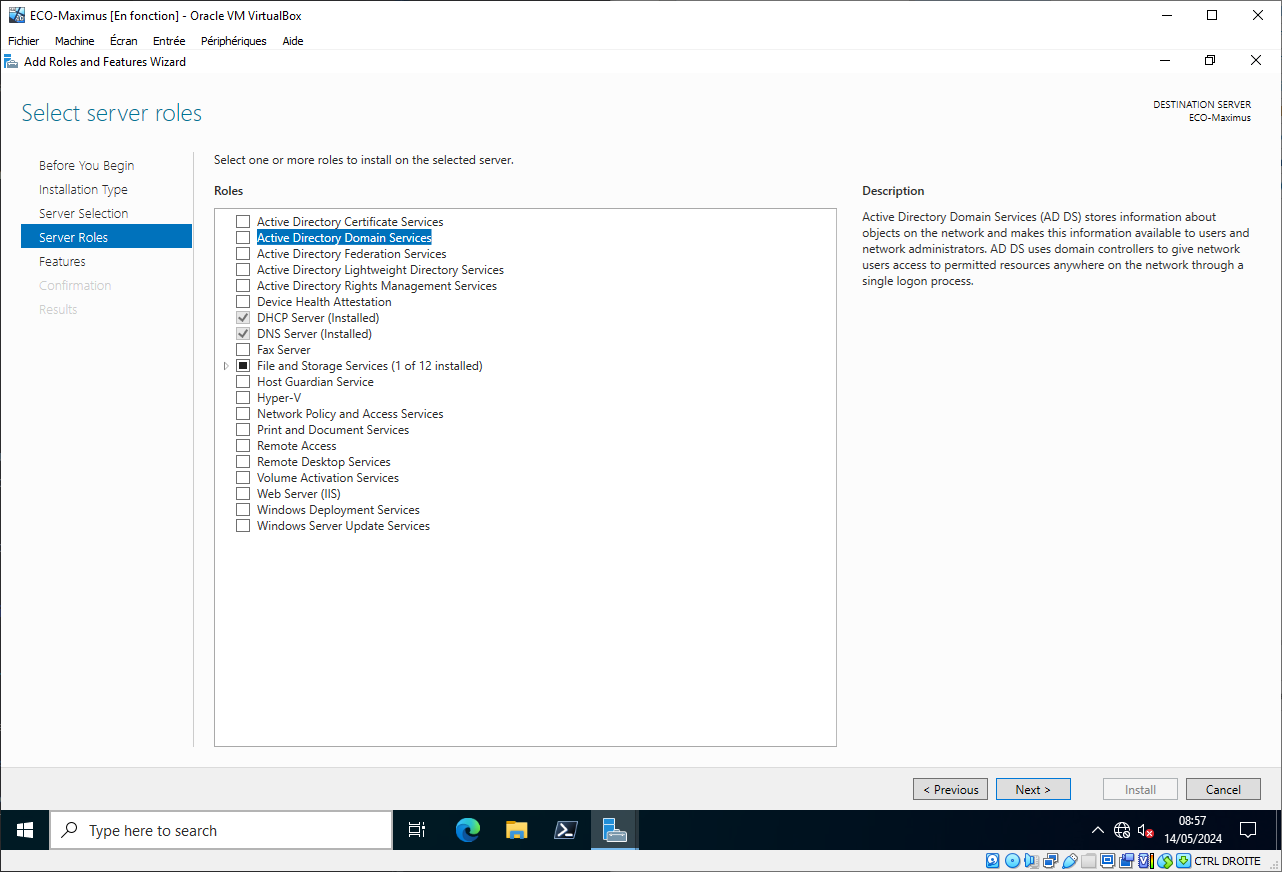 ECO-Maximus [En fonction] - Oracle VM VirtualBox
Fichier Machine Écran Entrée Périphériques Aide
Add Roles and Features Wizard
Select server roles
DESTINATION SERVER
ECO-Maximus
Before You Begin
Installation Type
Server Selection
Server Roles
Features
Confirmation
Results
Select one or more roles to install on the selected server.
Roles
Active Directory Certificate Services
Active Directory Domain Services
Active Directory Federation Services
Active Directory Lightweight Directory Services
Active Directory Rights Management Services
Device Health Attestation
DHCP Server (Installed)
DNS Server (Installed)
Fax Server
File and Storage Services (1 of 12 installed)
Host Guardian Service
Hyper-V
Network Policy and Access Services
Print and Document Services
Remote Access
Remote Desktop Services
Volume Activation Services
Web Server (IIS)
Windows Deployment Services
Windows Server Update Services
Description
Active Directory Domain Services (AD DS) stores information about
objects on the network and makes this information available to users and
network administrators. AD DS uses domain controllers to give network
users access to permitted resources anywhere on the network through a
single logon process.
< Previous Next > Install Cancel
Type here to search
08:57
14/05/2024
CTRL DROITE